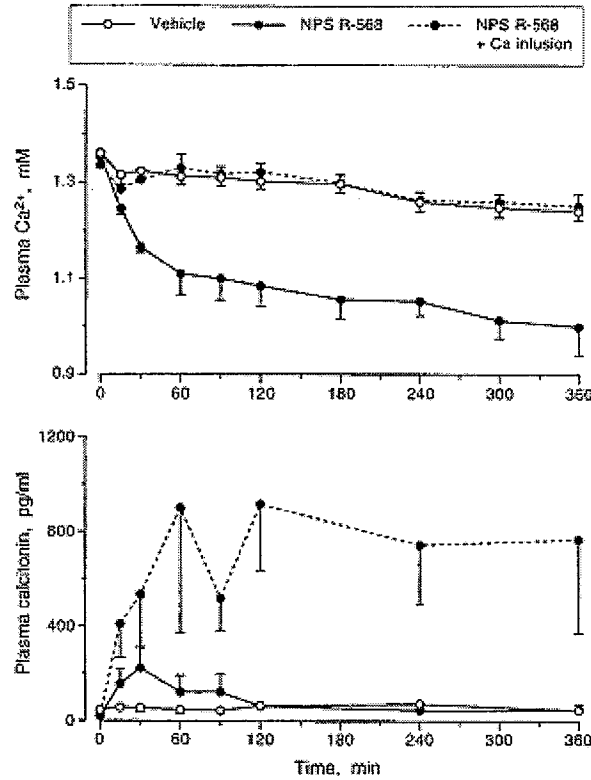 Vehicle
NPS R-568
NPS R-568
+ Ca infusion
Plasma Ca2+, mM
1.5
1.3
1.1
0.9
0 60 120 180 240 300 360
Plasma calcitonin, pg/ml
1200
800
400
0
0 60 120 180 240 300 360
Time, min